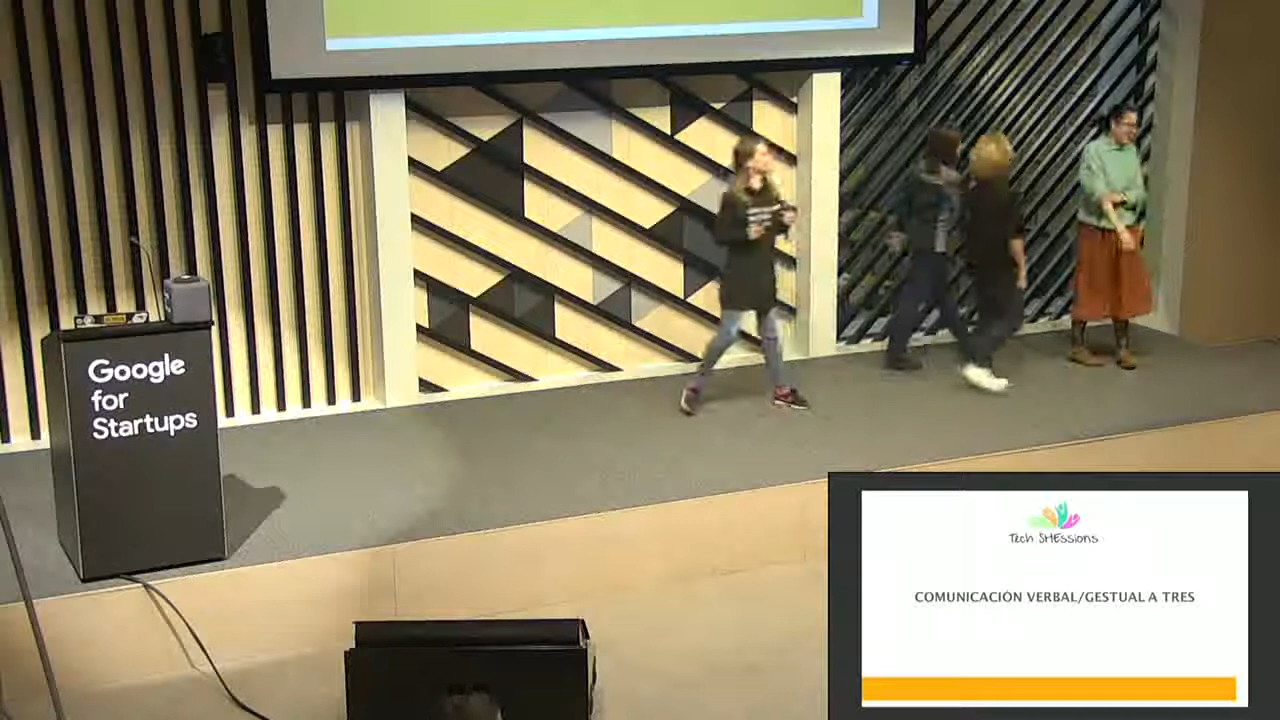 Google
for
Startups
Tech SHEssions
COMUNICACIÓN VERBAL/GESTUAL A TRES